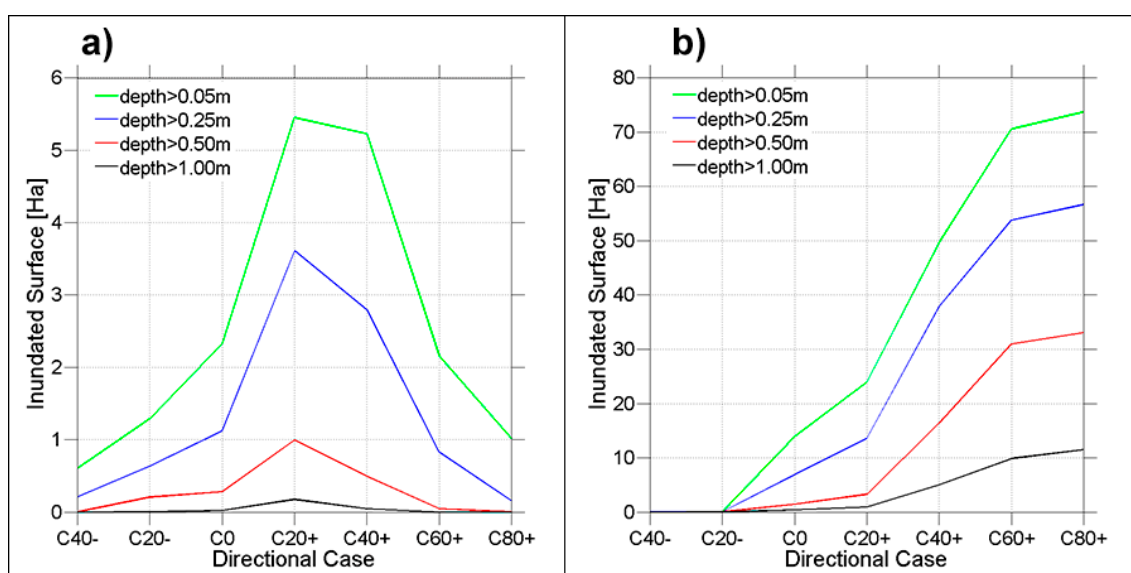 a)
6
5
4
3
2
1
0
Inundated Surface [Ha]
depth>0.05m
depth>0.25m
depth>0.50m
depth>1.00m
C40- C20- C0 C20+ C40+ C60+ C80+
Directional Case
b)
80
70
60
50
40
30
20
10
0
Inundated Surface [Ha]
depth>0.05m
depth>0.25m
depth>0.50m
depth>1.00m
C40- C20- C0 C20+ C40+ C60+ C80+
Directional Case